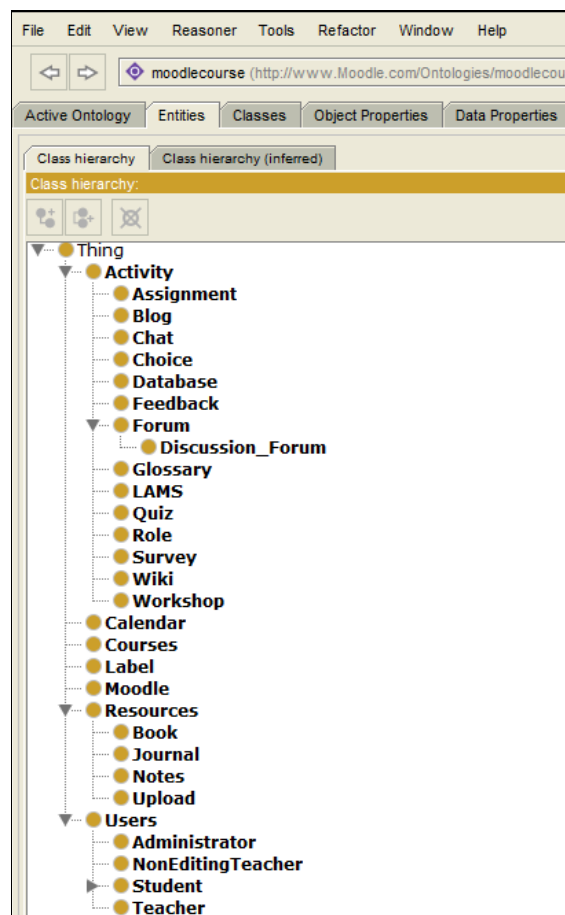 File Edit View Reasoner Tools Refactor Window Help
moodlecourse (http://www.Moodle.com/Ontologies/moodlecou
Active Ontology Entities Classes Object Properties Data Properties
Class hierarchy Class hierarchy (inferred)
Class hierarchy:
Thing
Activity
Assignment
Blog
Chat
Choice
Database
Feedback
Forum
Discussion_Forum
Glossary
LAMS
Quiz
Role
Survey
Wiki
Workshop
Calendar
Courses
Label
Moodle
Resources
Book
Journal
Notes
Upload
Users
Administrator
NonEditingTeacher
Student
Teacher